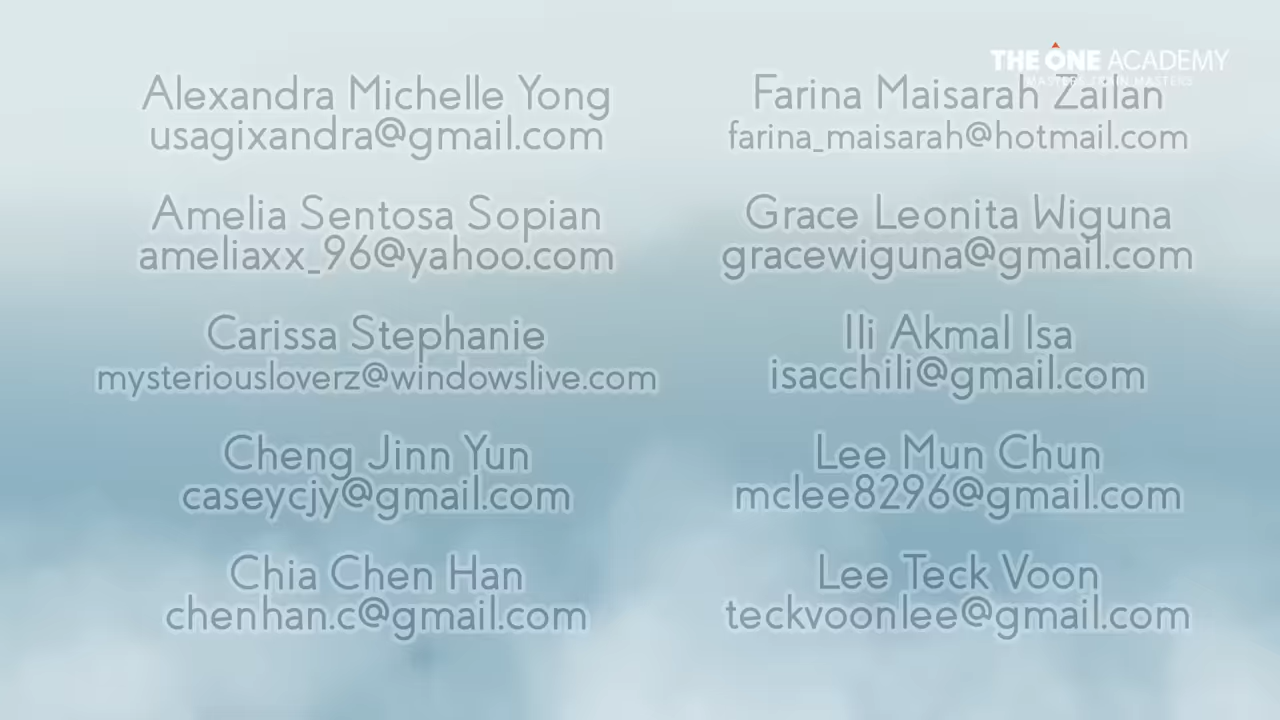 THE ONE ACADEMY
MASTERS TRAIN MASTERS
Alexandra Michelle Yong
usagixandra@gmail.com
Amelia Sentosa Sopian
ameliaxx_96@yahoo.com
Carissa Stephanie
mysteriousloverz@windowslive.com
Cheng Jinn Yun
caseycjy@gmail.com
Chia Chen Han
chenhan.c@gmail.com
Farina Maisarah Zailan
farina_maisarah@hotmail.com
Grace Leonita Wiguna
gracewiguna@gmail.com
Ili Akmal Isa
isacchili@gmail.com
Lee Mun Chun
mclee8296@gmail.com
Lee Teck Voon
teckvoonlee@gmail.com